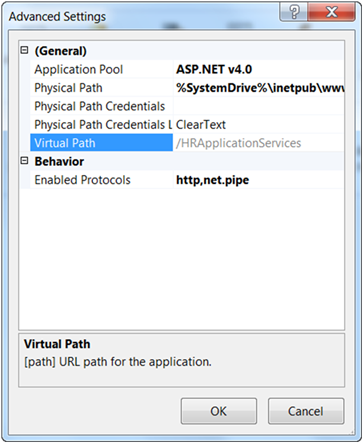 Advanced Settings
(General)
Application Pool ASP.NET v4.0
Physical Path %SystemDrive%\inetpub\ww
Physical Path Credentials
Physical Path Credentials L ClearText
Virtual Path /HRApplicationServices
Behavior
Enabled Protocols http,net.pipe
Virtual Path
[path] URL path for the application.
OK Cancel